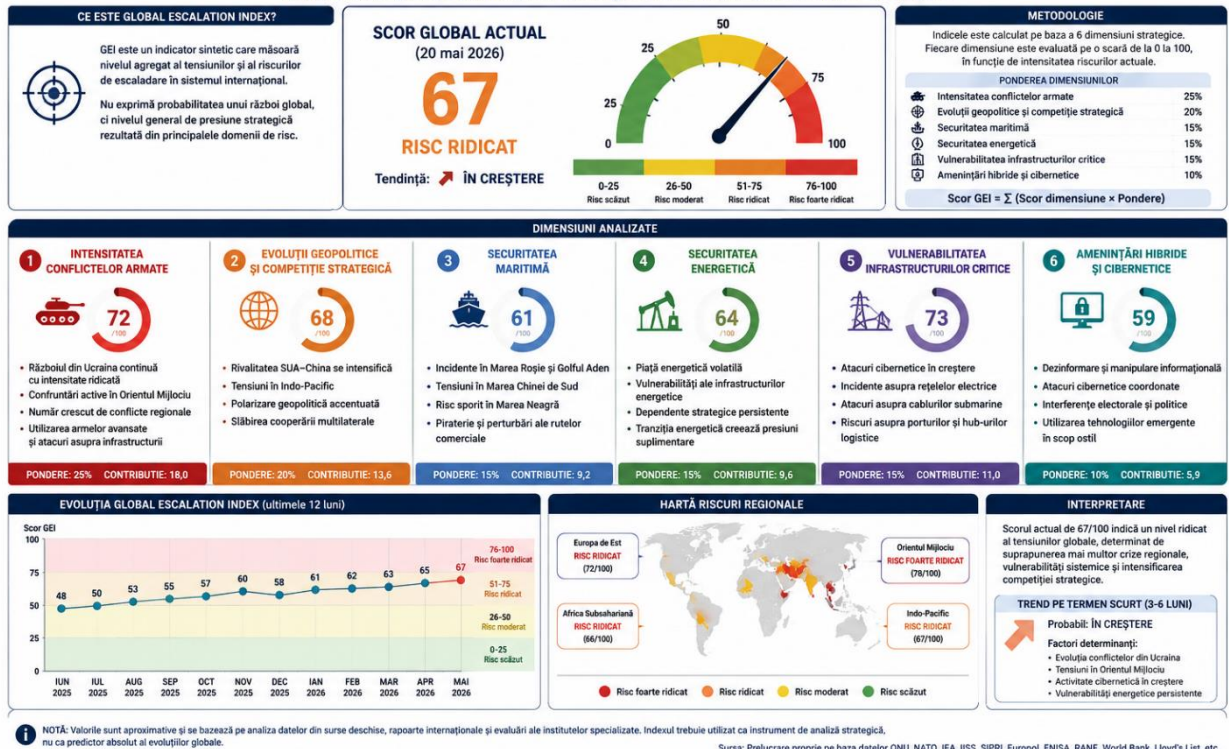 CE ESTE GLOBAL ESCALATION INDEX?
GEI este un indicator sintetic care măsoară
nivelul agregat al tensiunilor și al riscurilor
de escaladare în sistemul internațional.
Nu exprimă probabilitatea unui război global,
ci nivelul general de presiune strategică
rezultată din principalele domenii de risc.
SCOR GLOBAL ACTUAL
(20 mai 2026)
67
RISC RIDICAT
Tendință: ÎN CREȘTERE
0
25
25
50
75
100
0-25
Risc scăzut
26-50
Risc moderat
51-75
Risc ridicat
76-100
Risc foarte ridicat
METODOLOGIE
Indicele este calculat pe baza a 6 dimensiuni strategice.
Fiecare dimensiune este evaluată pe o scară de la 0 la 100,
în funcție de intensitatea riscurilor actuale.
PONDEREA DIMENSIUNILOR
Intensitatea conflictelor armate 25%
Evoluții geopolitice și competiție strategică 20%
Securitatea maritimă 15%
Securitatea energetică 15%
Vulnerabilitatea infrastructurilor critice 15%
Amenințări hibride și cibernetice 10%
Scor GEI = Σ (Scor dimensiune × Pondere)
DIMENSIUNI ANALIZATE
1 INTENSITATEA
CONFLICTELOR ARMATE
72
/100
• Războiul din Ucraina continuă
cu intensitate ridicată
• Confruntări active în Orientul Mijlociu
• Număr crescut de conflicte regionale
• Utilizarea armelor avansate
și atacuri asupra infrastructurii
PONDERE: 25% CONTRIBUTIE: 18,0
2 EVOLUȚII GEOPOLITICE
ȘI COMPETIȚIE STRATEGICĂ
68
/100
• Rivalitatea SUA–China se intensifică
• Tensiuni în Indo-Pacific
• Polarizare geopolitică accentuată
• Slăbirea cooperării multilaterale
PONDERE: 20% CONTRIBUTIE: 13,6
3 SECURITATEA
MARITIMĂ
61
/100
• Incidente în Marea Roșie și Golful Aden
• Tensiuni în Marea Chinei de Sud
• Risc sporit în Marea Neagră
• Piraterie și perturbări ale rutelor
comerciale
PONDERE: 15% CONTRIBUTIE: 9,2
4 SECURITATEA
ENERGETICĂ
64
/100
• Piață energetică volatilă
• Vulnerabilități ale infrastructurilor
energetice
• Dependente strategice persistente
• Tranziția energetică creează presiuni
suplimentare
PONDERE: 15% CONTRIBUTIE: 9,6
5 VULNERABILITATEA
INFRASTRUCTURILOR CRITICE
73
/100
• Atacuri cibernetice în creștere
• Incidente asupra rețelelor electrice
• Atacuri asupra cablurilor submarine
• Riscuri asupra porturilor și hub-urilor
logistice
PONDERE: 15% CONTRIBUTIE: 11,0
6 AMENINȚĂRI HIBRIDE
ȘI CIBERNETICE
59
/100
• Dezinformare și manipulare informațională
• Atacuri cibernetice coordonate
• Interferențe electorale și politice
• Utilizarea tehnologiilor emergente
în scop ostil
PONDERE: 10% CONTRIBUTIE: 5,9
EVOLUȚIA GLOBAL ESCALATION INDEX (ultimele 12 luni)
Scor GEI
100
75
50
25
0
48
50
53
55
57
60
58
61
62
63
65
67
76-100
Risc foarte ridicat
51-75
Risc ridicat
26-50
Risc moderat
0-25
Risc scăzut
IUN IUL AUG SEP OCT NOV DEC IAN FEB MAR APR MAI
2025 2025 2025 2025 2025 2025 2025 2026 2026 2026 2026 2026
HARTĂ RISCURI REGIONALE
Europa de Est
RISC RIDICAT
(72/100)
Orientul Mijlociu
RISC FOARTE RIDICAT
(78/100)
Africa Subsahariană
RISC RIDICAT
(66/100)
Indo-Pacific
RISC RIDICAT
(67/100)
Risc foarte ridicat
Risc ridicat
Risc moderat
Risc scăzut
INTERPRETARE
Scorul actual de 67/100 indică un nivel ridicat
al tensiunilor globale, determinat de
suprapunerea mai multor crize regionale,
vulnerabilități sistemice și intensificarea
competiției strategice.
TREND PE TERMEN SCURT (3-6 LUNI)
Probabil: ÎN CREȘTERE
Factori determinanți:
• Evoluția conflictelor din Ucraina
• Tensiuni în Orientul Mijlociu
• Activitate cibernetică în creștere
• Vulnerabilități energetice persistente
i NOTĂ: Valorile sunt aproximative și se bazează pe analiza datelor din surse deschise, rapoarte internaționale și evaluări ale institutelor specializate. Indexul trebuie utilizat ca instrument de analiză strategică,
nu ca predictor absolut al evoluțiilor globale.
Sursa: Prelucrare proprie pe baza datelor ONU, NATO, IEA, IISS, SIPRI, Europol, ENISA, RANE, World Bank, Lloyd's List, etc.